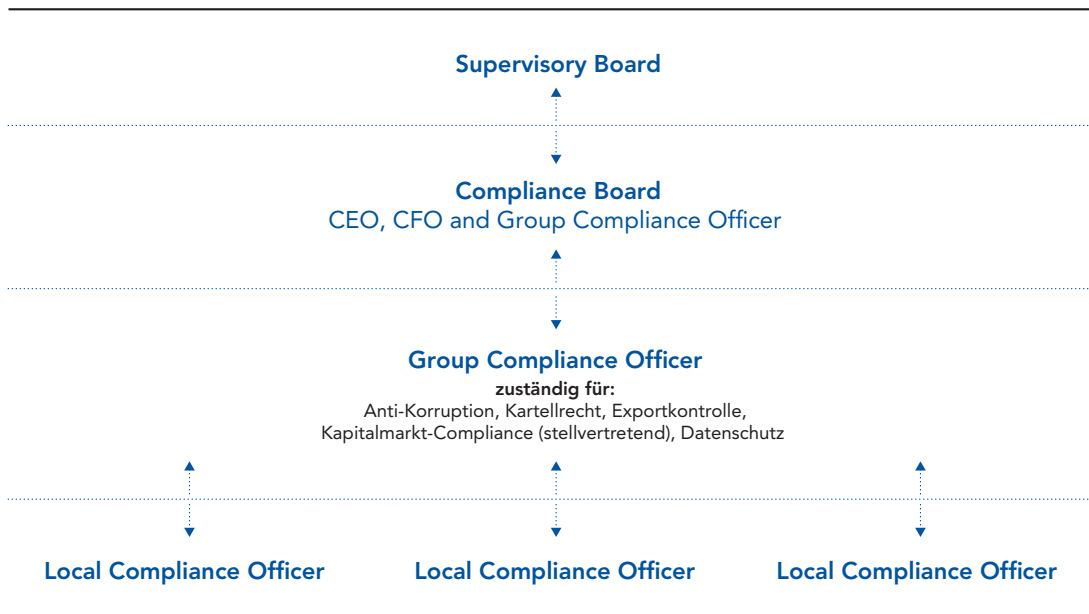 Supervisory Board
Compliance Board
CEO, CFO and Group Compliance Officer
Group Compliance Officer
zuständig für:
Anti-Korruption, Kartellrecht, Exportkontrolle,
Kapitalmarkt-Compliance (stellvertretend), Datenschutz
Local Compliance Officer
Local Compliance Officer
Local Compliance Officer